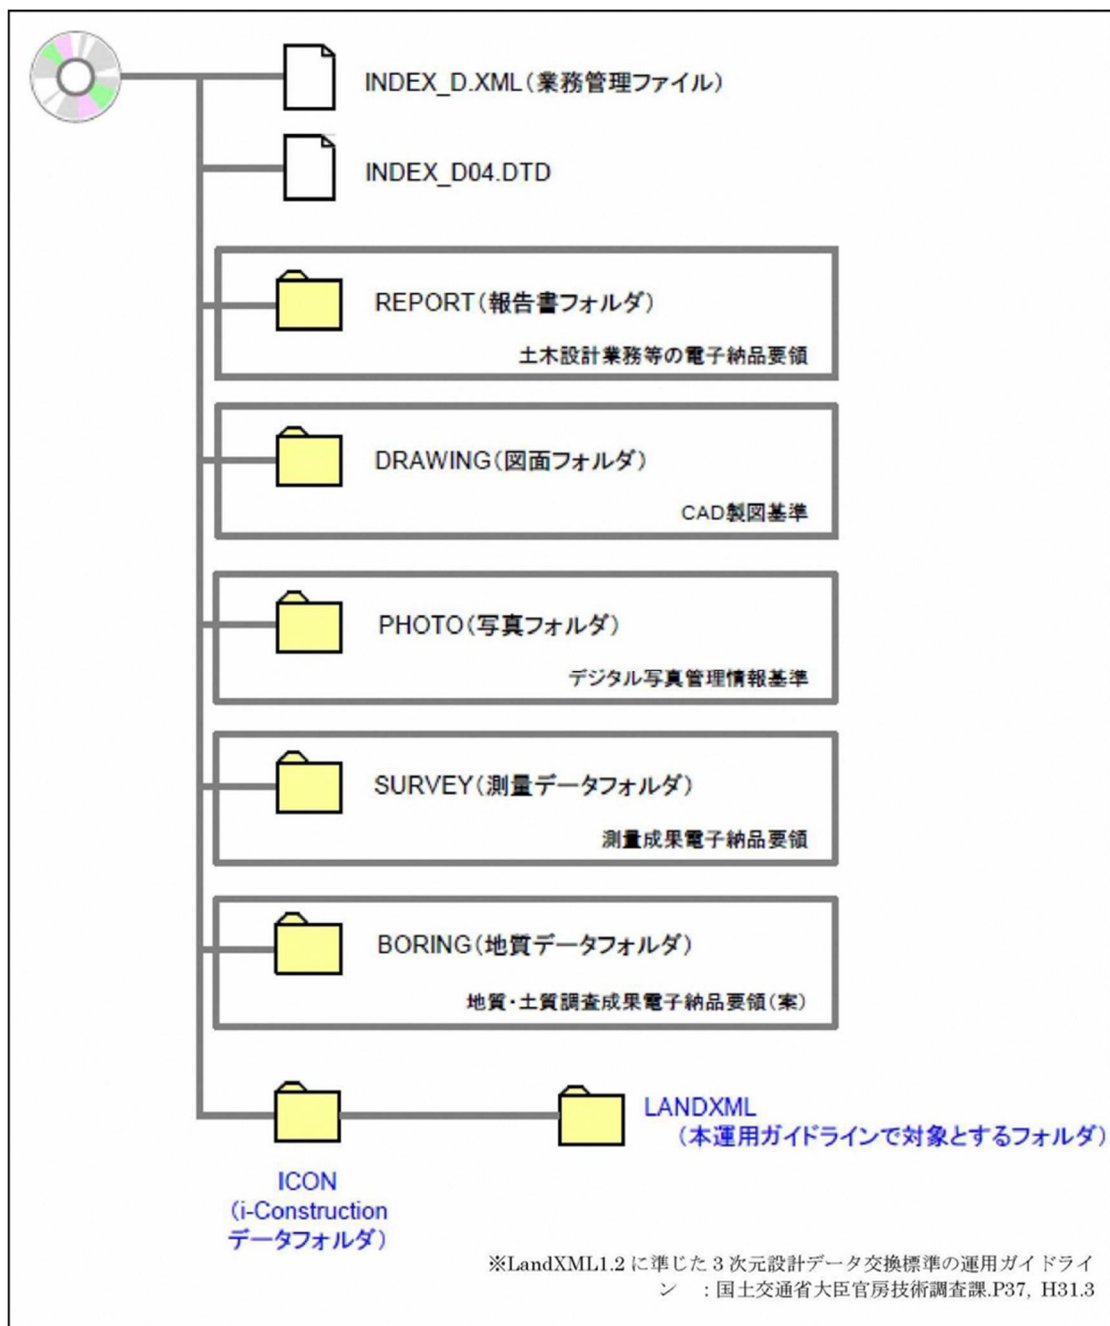 INDEX_D.XML(業務管理ファイル)
INDEX_D04.DTD
REPORT(報告書フォルダ)
土木設計業務等の電子納品要領
DRAWING(図面フォルダ)
CAD製図基準
PHOTO(写真フォルダ)
デジタル写真管理情報基準
SURVEY(測量データフォルダ)
測量成果電子納品要領
BORING(地質データフォルダ)
地質・土質調査成果電子納品要領(案)
LANDXML
(本運用ガイドラインで対象とするフォルダ)
ICON
(i-Construction
データフォルダ)
※LandXML1.2 に準じた 3 次元設計データ交換標準の運用ガイドライ
ン :国土交通省大臣官房技術調査課.P37, H31.3